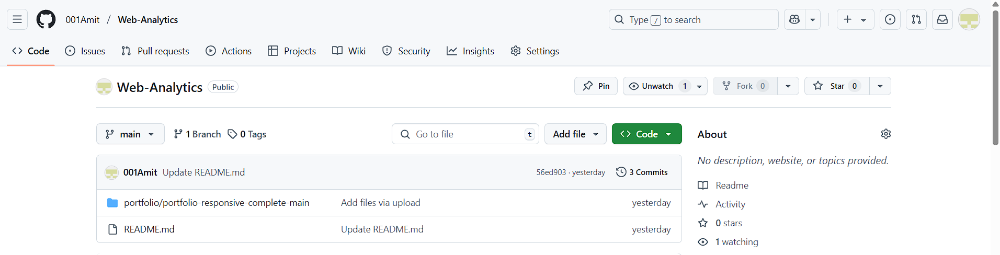 001Amit / Web-Analytics
Type / to search
Code Issues Pull requests Actions Projects Wiki Security Insights Settings
Web-Analytics Public
Pin Unwatch 1 Fork 0 Star 0
main 1 Branch 0 Tags Go to file t Add file Code
About
No description, website, or topics provided.
001Amit Update README.md 56ed903 · yesterday 3 Commits
portfolio/portfolio-responsive-complete-main Add files via upload yesterday
README.md Update README.md yesterday
Readme
Activity
0 stars
1 watching